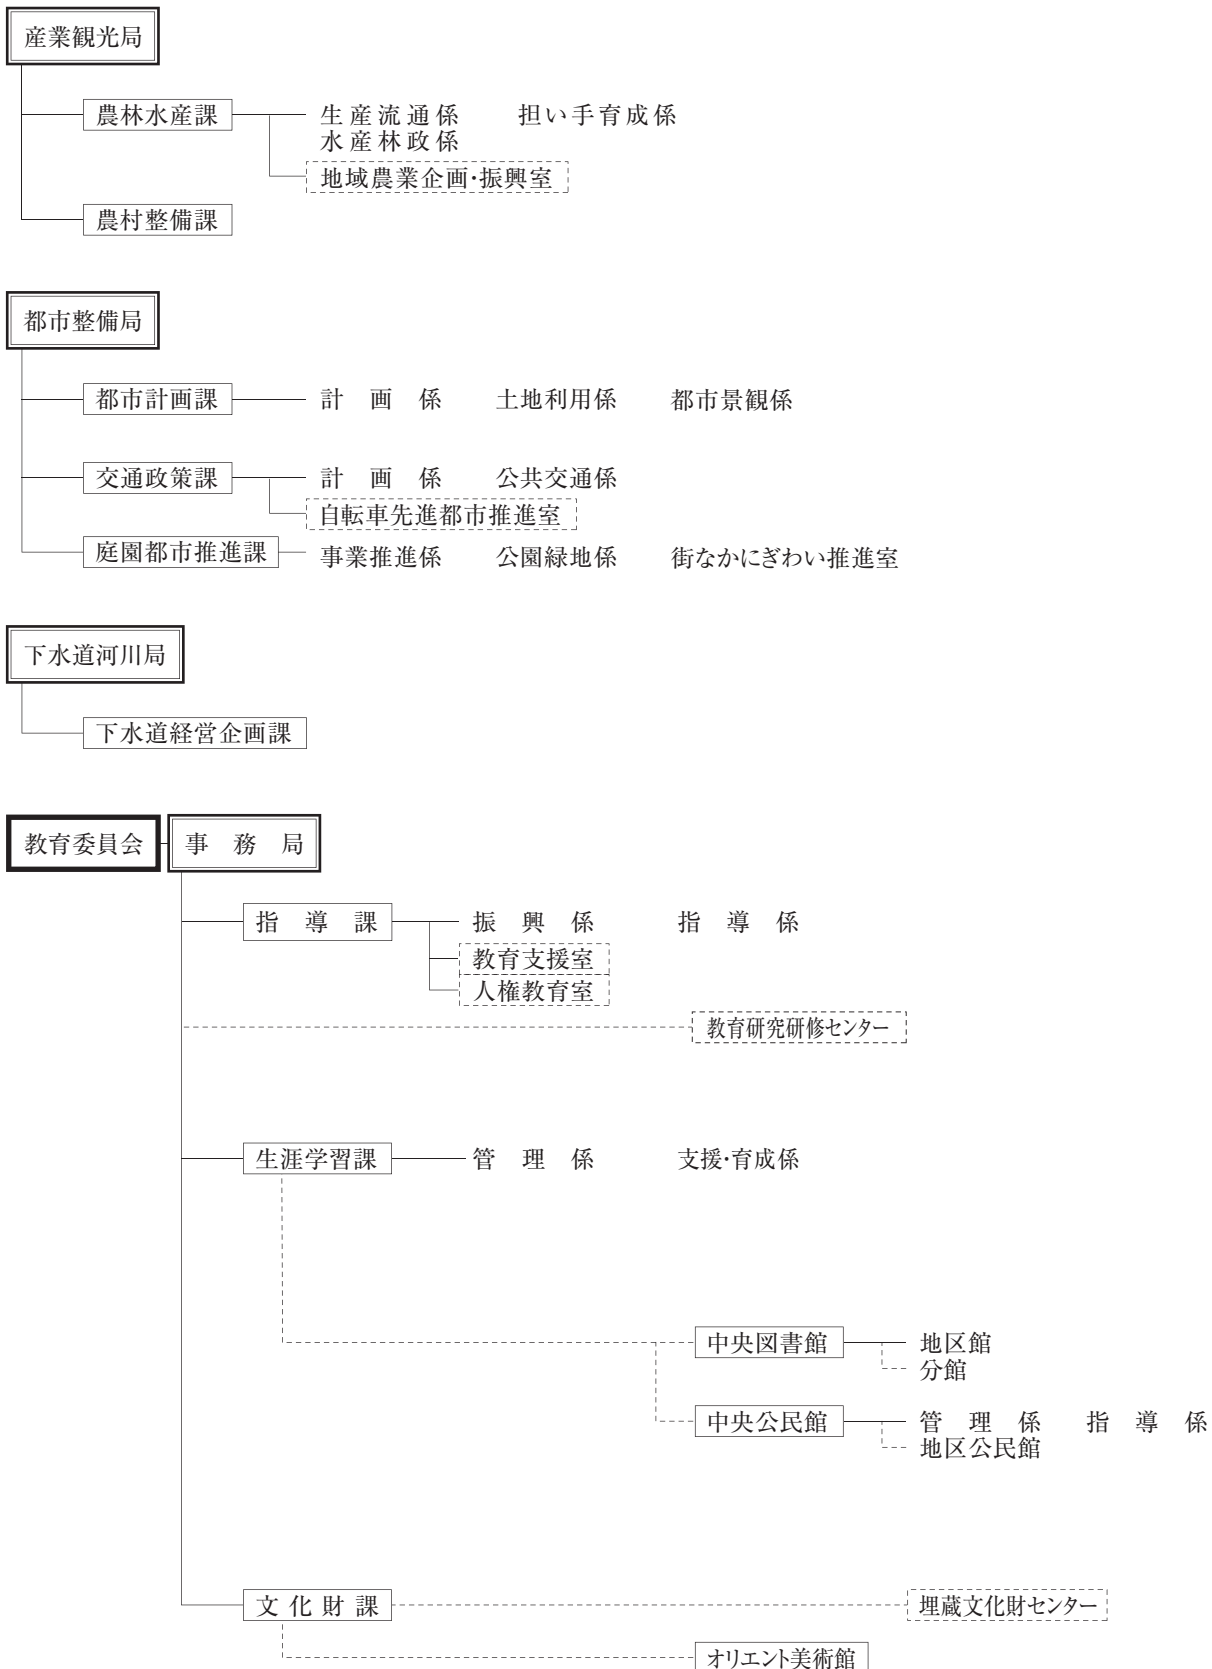 産業観光局
農林水産課 生産流通係 担い手育成係
水産林政係
地域農業企画・振興室
農村整備課
都市整備局
都市計画課 計画係 土地利用係 都市景観係
交通政策課 計画係 公共交通係
自転車先進都市推進室
庭園都市推進課 事業推進係 公園緑地係 街なかにぎわい推進室
下水道河川局
下水道経営企画課
教育委員会 事務局
指導課 振興係 指導係
教育支援室
人権教育室
教育研究研修センター
生涯学習課 管理係 支援・育成係
中央図書館 地区館
分館
中央公民館 管理係 指導係
地区公民館
文化財課 埋蔵文化財センター
オリエント美術館